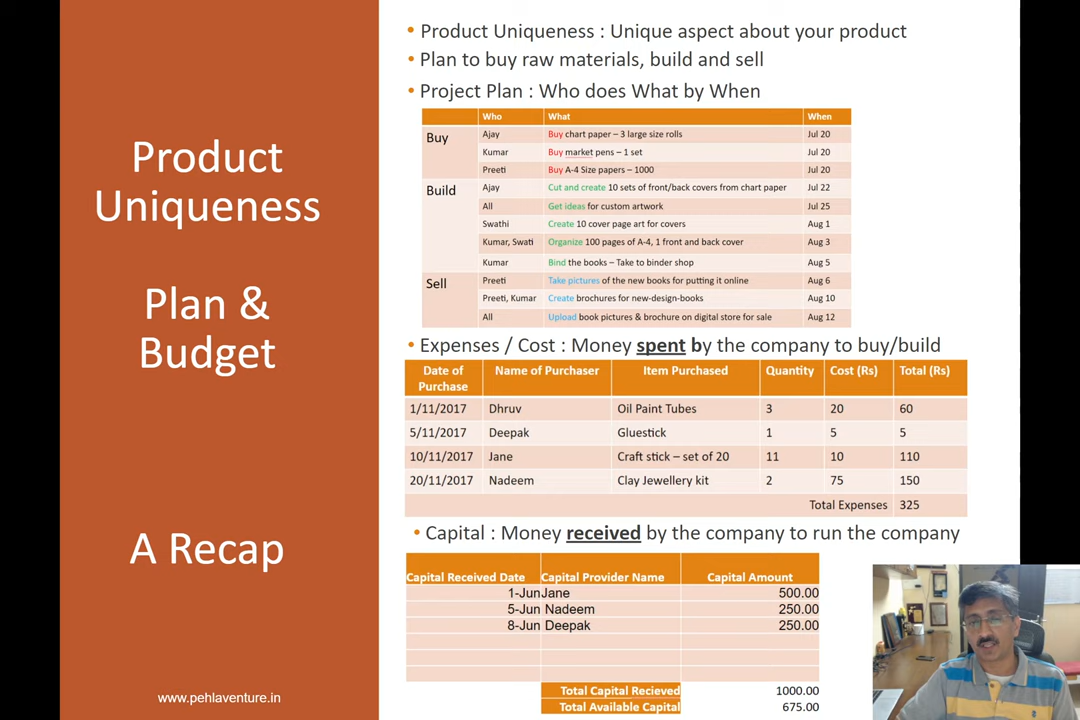 Product
Uniqueness
Plan &
Budget
A Recap
www.pehlaventure.in
• Product Uniqueness : Unique aspect about your product
• Plan to buy raw materials, build and sell
• Project Plan : Who does What by When
Who What When
Buy Ajay Buy chart paper – 3 large size rolls Jul 20
Kumar Buy market pens – 1 set Jul 20
Preeti Buy A-4 Size papers – 1000 Jul 20
Build Ajay Cut and create 10 sets of front/back covers from chart paper Jul 22
All Get ideas for custom artwork Jul 25
Swathi Create 10 cover page art for covers Aug 1
Kumar, Swati Organize 100 pages of A-4, 1 front and back cover Aug 3
Kumar Bind the books – Take to binder shop Aug 5
Sell Preeti Take pictures of the new books for putting it online Aug 6
Preeti, Kumar Create brochures for new-design-books Aug 10
All Upload book pictures & brochure on digital store for sale Aug 12
• Expenses / Cost : Money spent by the company to buy/build
Date of Purchase Name of Purchaser Item Purchased Quantity Cost (Rs) Total (Rs)
1/11/2017 Dhruv Oil Paint Tubes 3 20 60
5/11/2017 Deepak Gluestick 1 5 5
10/11/2017 Jane Craft stick – set of 20 11 10 110
20/11/2017 Nadeem Clay Jewellery kit 2 75 150
Total Expenses 325
• Capital : Money received by the company to run the company
Capital Received Date Capital Provider Name Capital Amount
1-Jun Jane 500.00
5-Jun Nadeem 250.00
8-Jun Deepak 250.00
Total Capital Recieved 1000.00
Total Available Capital 675.00